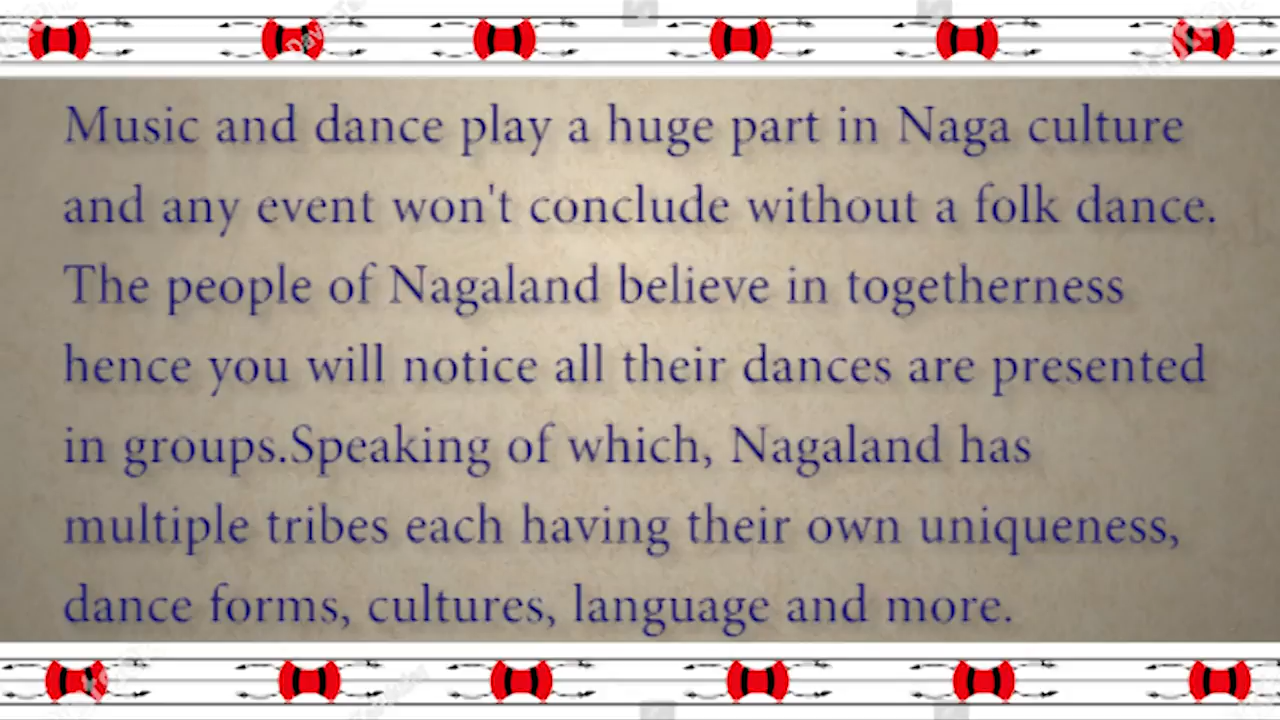 Music and dance play a huge part in Naga culture
and any event won't conclude without a folk dance.
The people of Nagaland believe in togetherness
hence you will notice all their dances are presented
in groups.Speaking of which, Nagaland has
multiple tribes each having their own uniqueness,
dance forms, cultures, language and more.